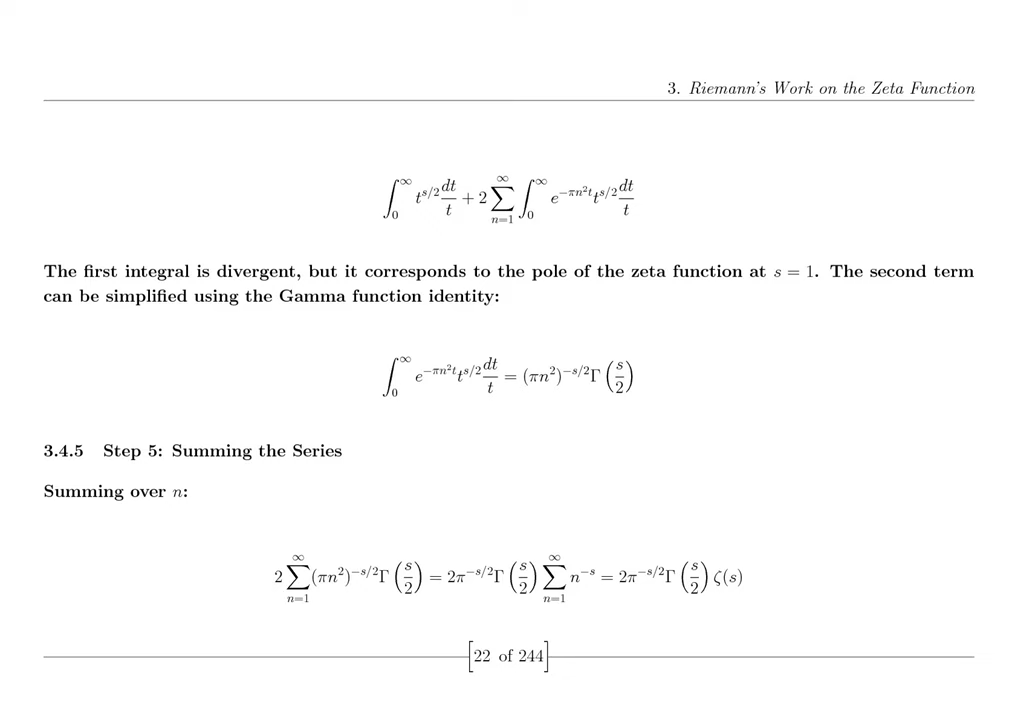 3. Riemann's Work on the Zeta Function
∫₀^∞ t^{s/2} dt/t + 2 ∑_{n=1}^∞ ∫₀^∞ e^{−πn²t} t^{s/2} dt/t
The first integral is divergent, but it corresponds to the pole of the zeta function at s = 1. The second term
can be simplified using the Gamma function identity:
∫₀^∞ e^{−πn²t} t^{s/2} dt/t = (πn²)^{−s/2} Γ(s/2)
3.4.5 Step 5: Summing the Series
Summing over n:
2 ∑_{n=1}^∞ (πn²)^{−s/2} Γ(s/2) = 2π^{−s/2} Γ(s/2) ∑_{n=1}^∞ n^{−s} = 2π^{−s/2} Γ(s/2) ζ(s)
[22 of 244]